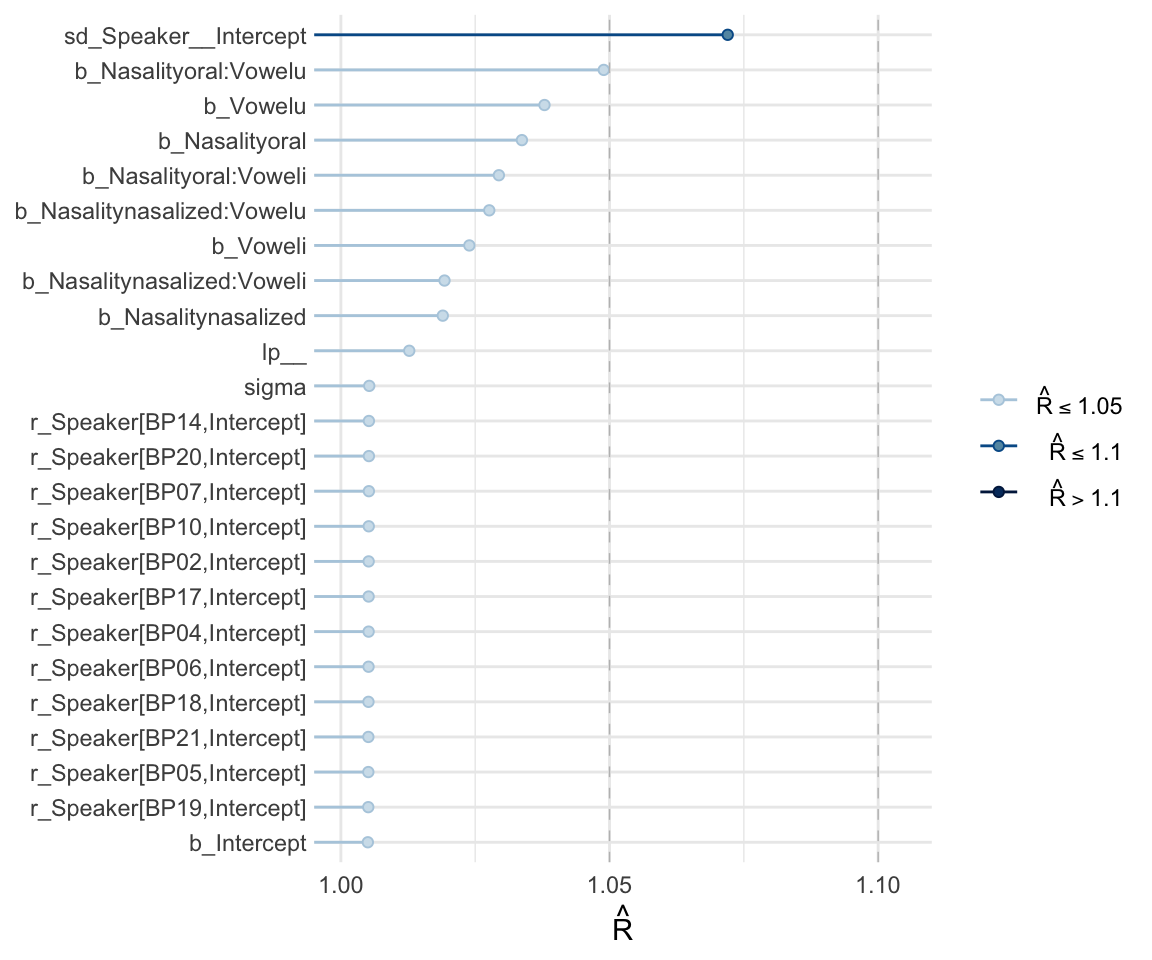 sd_Speaker__Intercept
b_Nasalityoral:Vowelu
b_Vowelu
b_Nasalityoral
b_Nasalityoral:Voweli
b_Nasalitynasalized:Vowelu
b_Voweli
b_Nasalitynasalized:Voweli
b_Nasalitynasalized
lp__
sigma
r_Speaker[BP14,Intercept]
r_Speaker[BP20,Intercept]
r_Speaker[BP07,Intercept]
r_Speaker[BP10,Intercept]
r_Speaker[BP02,Intercept]
r_Speaker[BP17,Intercept]
r_Speaker[BP04,Intercept]
r_Speaker[BP06,Intercept]
r_Speaker[BP18,Intercept]
r_Speaker[BP21,Intercept]
r_Speaker[BP05,Intercept]
r_Speaker[BP19,Intercept]
b_Intercept
1.00 1.05 1.10
R̂
R̂ ≤ 1.05
R̂ ≤ 1.1
R̂ > 1.1